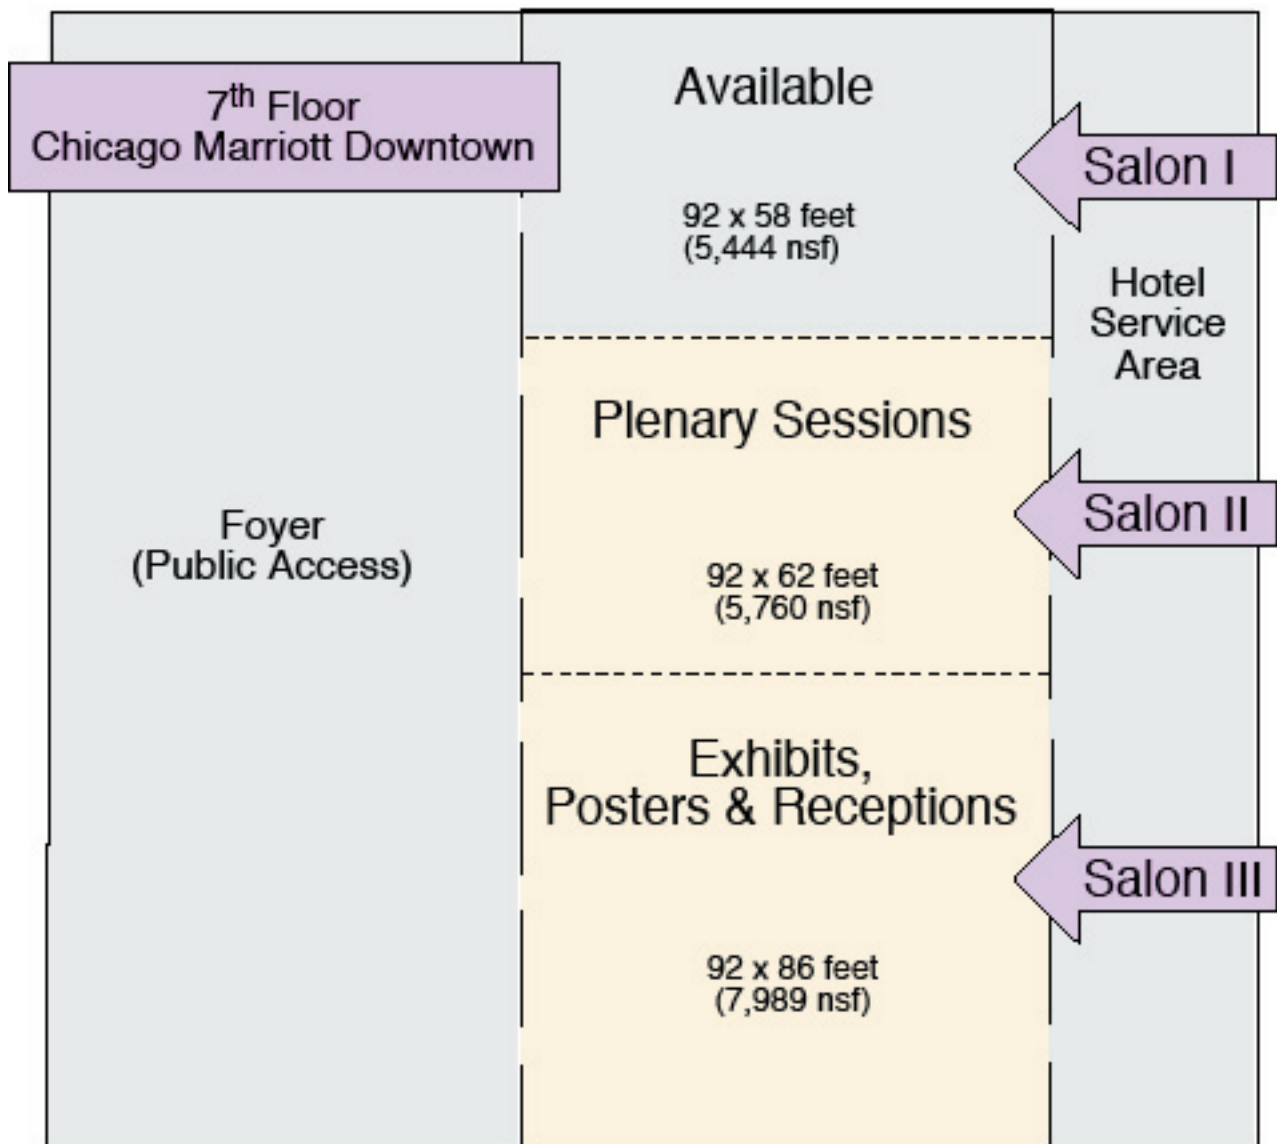 7th Floor
Chicago Marriott Downtown
Available
92 x 58 feet
(5,444 nsf)
Salon I
Hotel
Service
Area
Plenary Sessions
92 x 62 feet
(5,760 nsf)
Salon II
Foyer
(Public Access)
Exhibits,
Posters & Receptions
92 x 86 feet
(7,989 nsf)
Salon III